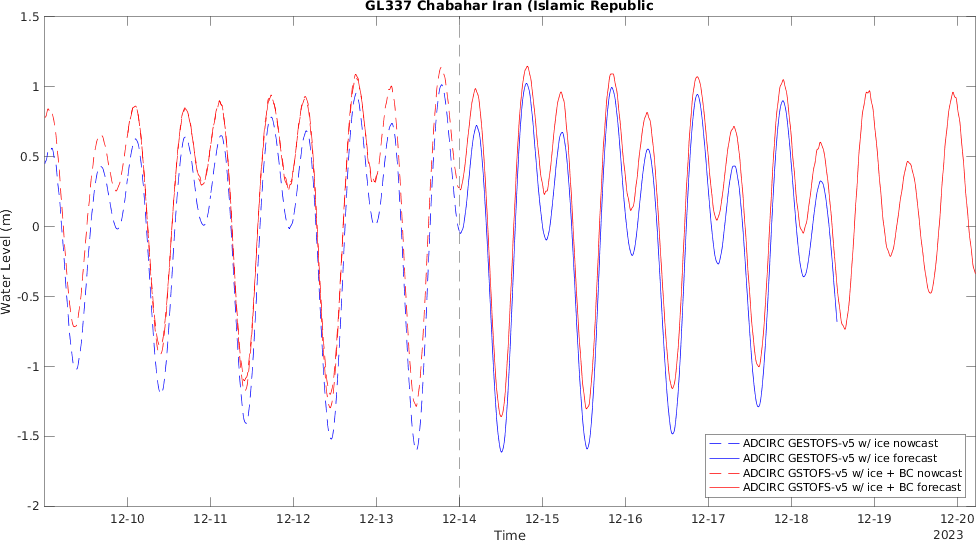 GL337 Chabahar Iran (Islamic Republic
1.5
1
0.5
0
-0.5
-1
-1.5
-2
Water Level (m)
ADCIRC GESTOFS-v5 w/ ice nowcast
ADCIRC GESTOFS-v5 w/ ice forecast
ADCIRC GSTOFS-v5 w/ ice + BC nowcast
ADCIRC GSTOFS-v5 w/ ice + BC forecast
12-10 12-11 12-12 12-13 12-14 12-15 12-16 12-17 12-18 12-19 12-20
Time
2023